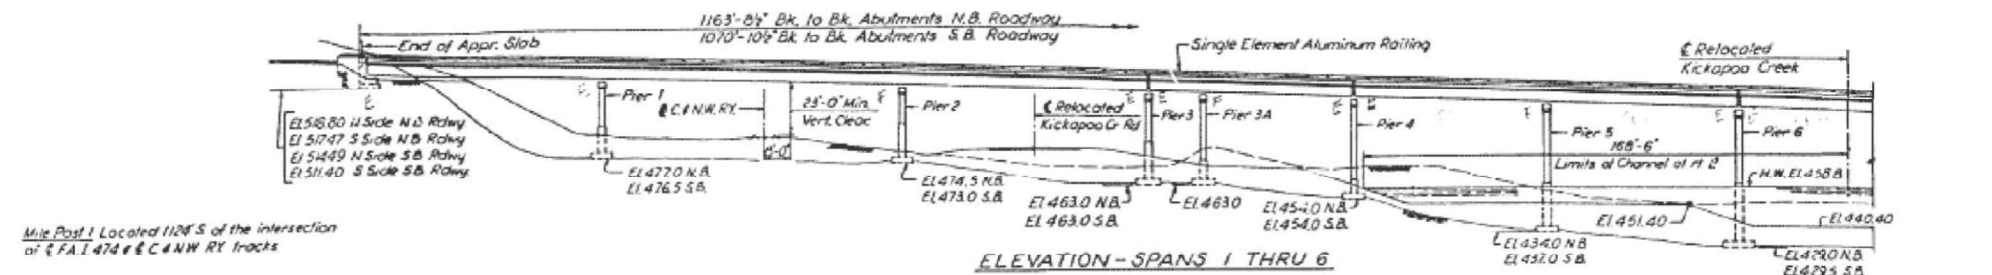 1163'-8½" Bk. to Bk. Abutments N.B. Roadway
1070'-10½" Bk. to Bk. Abutments S.B. Roadway
End of Appr. Slab
Single Element Aluminum Railing
℄ Relocated
Kickapoo Creek
E
El. 518.80 N Side N.B. Rdwy
El. 517.47 S Side N.B. Rdwy
El. 514.49 N Side S.B. Rdwy
El. 511.40 S Side S.B. Rdwy.
E
Pier 1
℄ C. & N.W. RY.
23'-0" Min.
Vert. Clear.
F
Pier 2
℄ Relocated
Kickapoo Cr Rd
E E
Pier 3
F
Pier 3A
E E
Pier 4
F
Pier 5
E
Pier 6
168'-6"
Limits of Channel at
H.W. El. 458.8
El. 477.0 N.B.
El. 476.5 S.B.
El. 474.5 N.B.
El. 473.0 S.B.
El. 463.0 N.B.
El. 463.0 S.B.
El. 463.0
El. 454.0 N.B.
El. 454.0 S.B.
El. 451.40
El. 440.40
El. 434.0 N.B.
S.B.
El. 429.0 N.B.
El. 429.5 S.B.
Mile Post 1 Located 1124' S. of the intersection
of ℄ F.A.I. 474 & ℄ C & N.W. RY. tracks
ELEVATION - SPANS 1 THRU 6